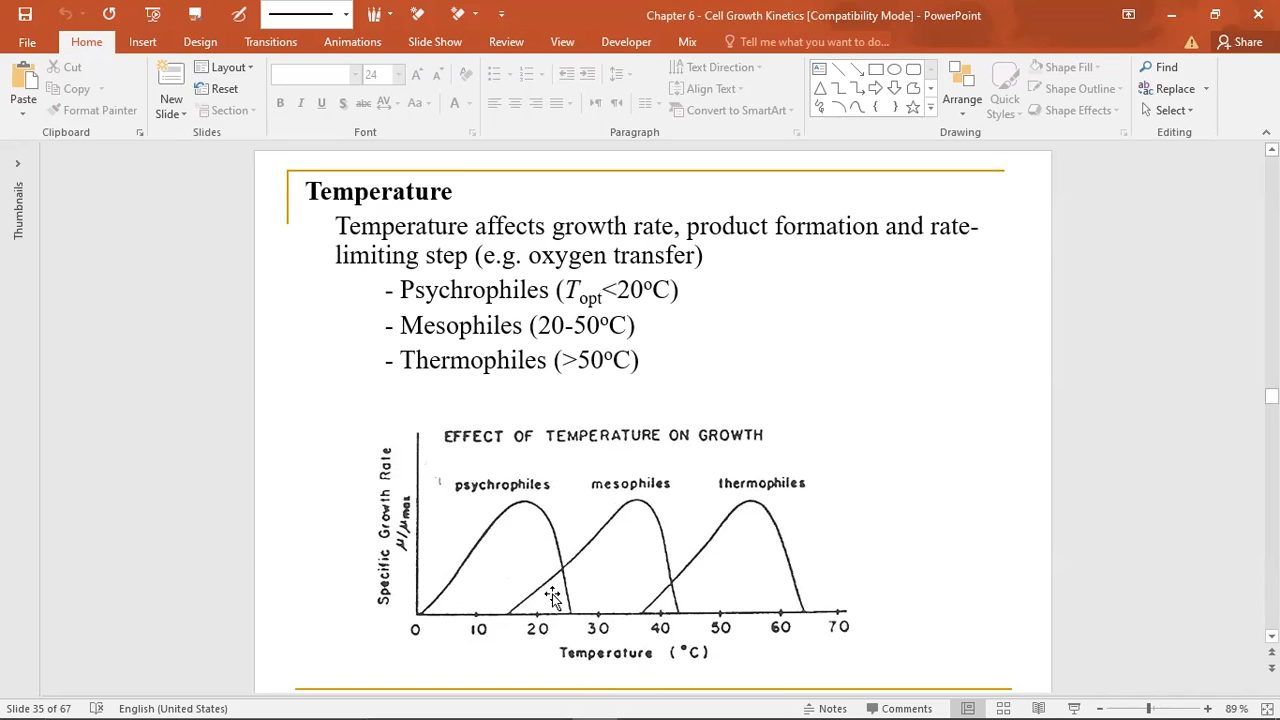 Chapter 6 - Cell Growth Kinetics [Compatibility Mode] - PowerPoint
File Home Insert Design Transitions Animations Slide Show Review View Developer Mix Tell me what you want to do... Share
Paste
Cut
Copy
Format Painter
Clipboard
New Slide
Layout
Reset
Section
Slides
24
B I U S abc AV Aa A
Font
Text Direction
Align Text
Convert to SmartArt
Paragraph
Arrange
Quick Styles
Shape Fill
Shape Outline
Shape Effects
Drawing
Find
Replace
Select
Editing
Thumbnails
Temperature
Temperature affects growth rate, product formation and rate-
limiting step (e.g. oxygen transfer)
- Psychrophiles (Topt<20oC)
- Mesophiles (20-50oC)
- Thermophiles (>50oC)
EFFECT OF TEMPERATURE ON GROWTH
psychrophiles mesophiles thermophiles
Specific Growth Rate
μ/μmax
0 10 20 30 40 50 60 70
Temperature (°C)
Slide 35 of 67 English (United States) Notes Comments 89 %